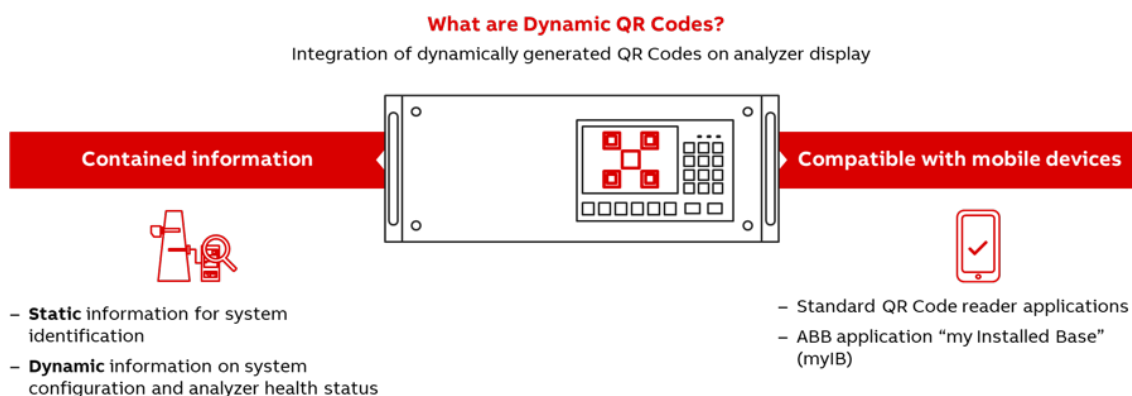 What are Dynamic QR Codes?
Integration of dynamically generated QR Codes on analyzer display
Contained information
Compatible with mobile devices
– Static information for system
identification
– Dynamic information on system
configuration and analyzer health status
– Standard QR Code reader applications
– ABB application “my Installed Base”
(myIB)